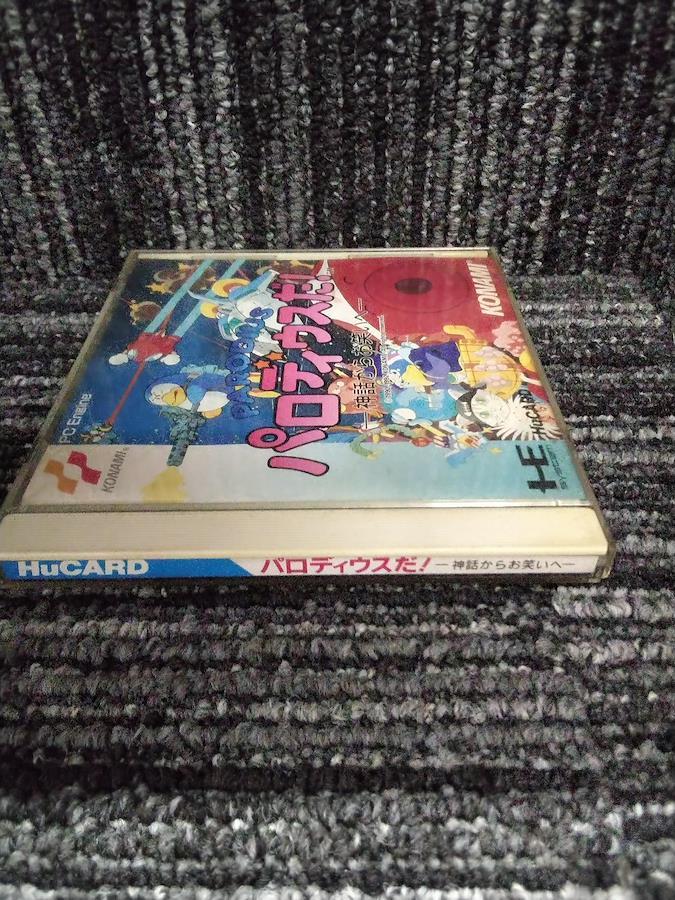 PARODIUS
パロディウスだ!
—神話からお笑いへ—
KONAMI
PC Engine
KONAMI
HuCARD
HE
SYSTEM
HuCARD
パロディウスだ!
—神話からお笑いへ—